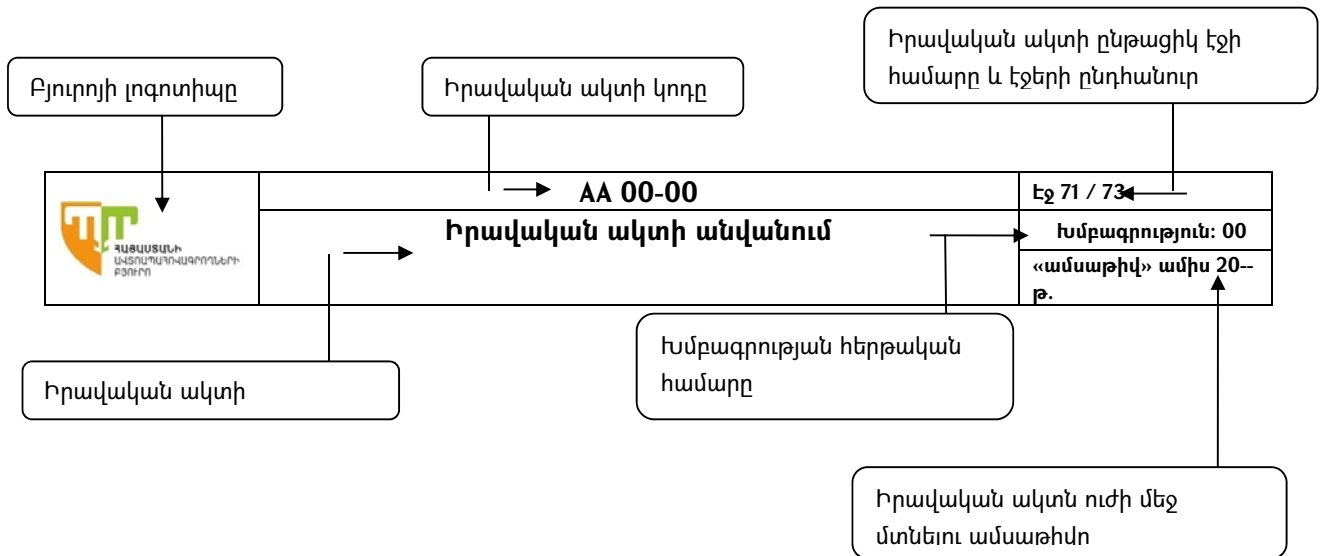 Իրավական ակտի ընթացիկ էջի
համարը և էջերի ընդհանուր
Բյուրոյի լոգոտիպը
Իրավական ակտի կոդը
AA 00-00
Էջ 71 / 73
Իրավական ակտի անվանում
Խմբագրություն: 00
«ամսաթիվ» ամիս 20--
թ.
ՀԱՅԱՍՏԱՆԻ
ԱՎՏՈԱՊԱՀՈՎԱԳՐՈՂՆԵՐԻ
ԲՅՈՒՐՈ
Խմբագրության հերթական
համարը
Իրավական ակտի
Իրավական ակտն ուժի մեջ
մտնելու ամսաթիվը